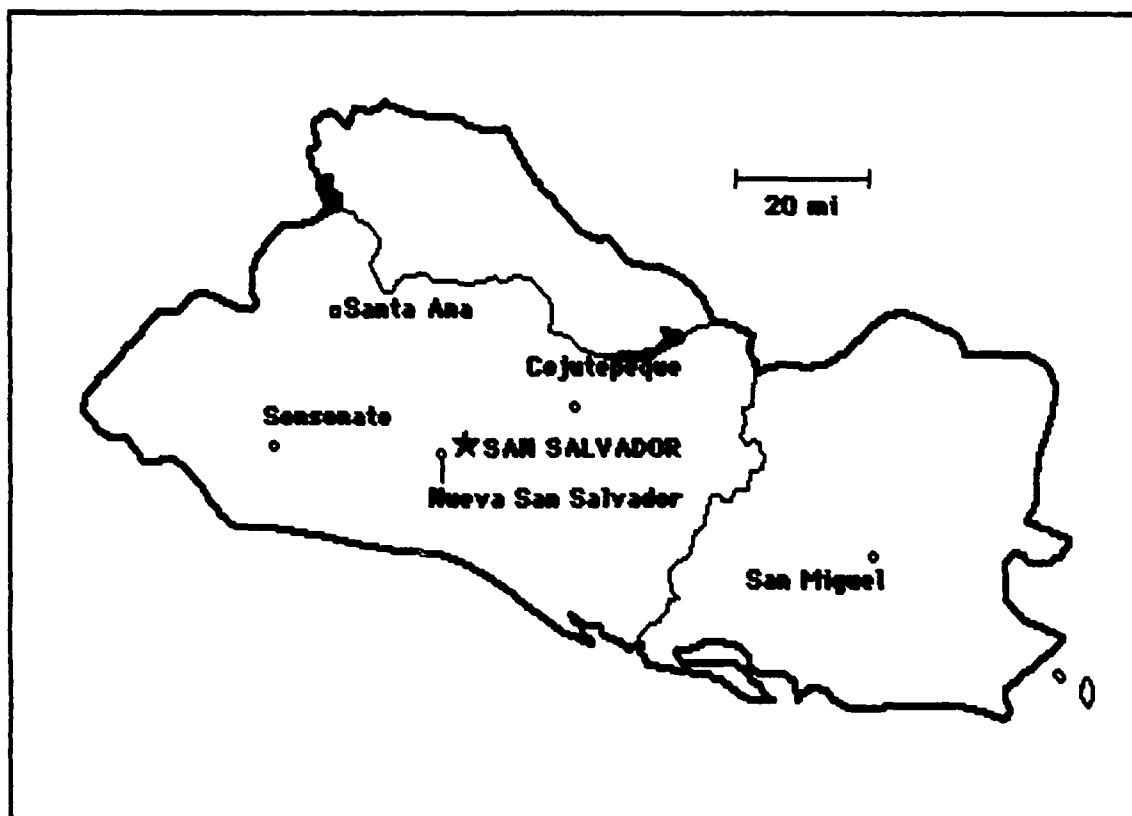 20 mi
Santa Ana
Cojutepeque
Sonsonate
SAN SALVADOR
Nueva San Salvador
San Miguel